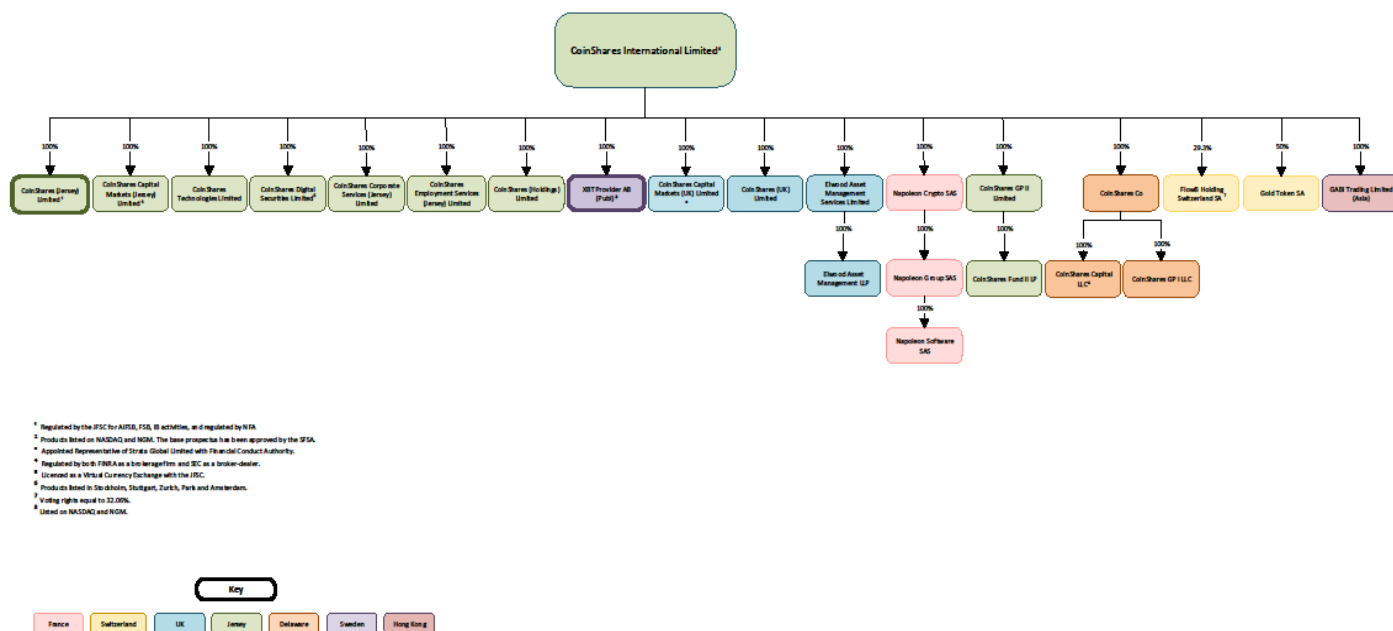 CoinShares International Limited⁸
100%
100%
100%
100%
100%
100%
100%
100%
100%
100%
100%
100%
100%
100%
29.3%
50%
100%
CoinShares (Jersey)
Limited¹
CoinShares Capital
Markets (Jersey)
Limited⁵
CoinShares
Technologies Limited
CoinShares Digital
Securities Limited⁶
CoinShares Corporate
Services (Jersey)
Limited
CoinShares
Employment Services
(Jersey) Limited
CoinShares (Holdings)
Limited
XBT Provider AB
(Publ)²
CoinShares Capital
Markets (UK) Limited
³
CoinShares (UK)
Limited
Elwood Asset
Management
Services Limited
Napoleon Crypto SAS
CoinShares GP II
Limited
CoinShares Co
FlowB Holding
Switzerland SA⁷
Gold Token SA
GABI Trading Limited
(Asia)
100%
100%
100%
100%
100%
Elwood Asset
Management LLP
Napoleon Group SAS
CoinShares Fund II LP
CoinShares Capital
LLC⁴
CoinShares GP I LLC
100%
Napoleon Software
SAS
¹ Regulated by the JFSC for AIFSB, FSB, IB activities, and regulated by NFA
² Products listed on NASDAQ and NGM. The base prospectus has been approved by the SFSA.
³ Appointed Representative of Strata Global Limited with Financial Conduct Authority.
⁴ Regulated by both FINRA as a brokerage firm and SEC as a broker-dealer.
⁵ Licenced as a Virtual Currency Exchange with the JFSC.
⁶ Products listed in Stockholm, Stuttgart, Zurich, Paris and Amsterdam.
⁷ Voting rights equal to 32.06%.
⁸ Listed on NASDAQ and NGM.
Key
France
Switzerland
UK
Jersey
Delaware
Sweden
Hong Kong